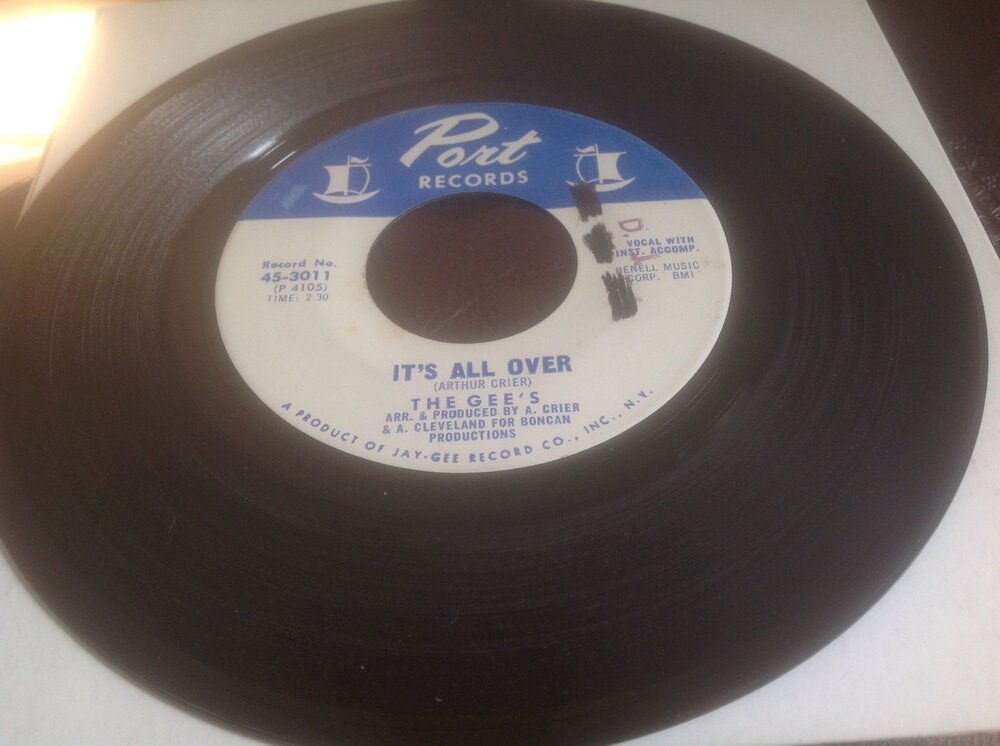 Port
RECORDS
Record No.
45-3011
(P 4105)
TIME: 2:30
D.
VOCAL WITH
INST. ACCOMP.
BENELL MUSIC
CORP. BMI
IT'S ALL OVER
(ARTHUR CRIER)
THE GEE'S
ARR. & PRODUCED BY A. CRIER
& A. CLEVELAND FOR BONCAN
PRODUCTIONS
A PRODUCT OF JAY-GEE RECORD CO., INC., N.Y.